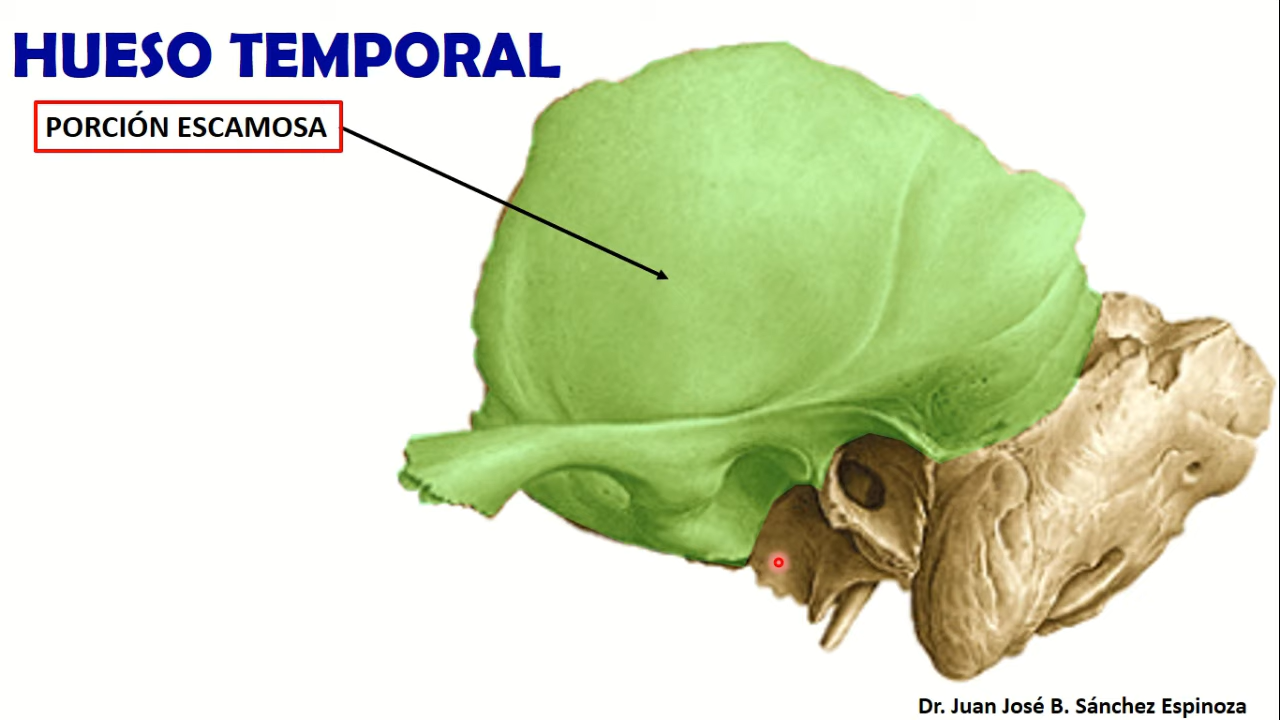 HUESO TEMPORAL
PORCIÓN ESCAMOSA
Dr. Juan José B. Sánchez Espinoza